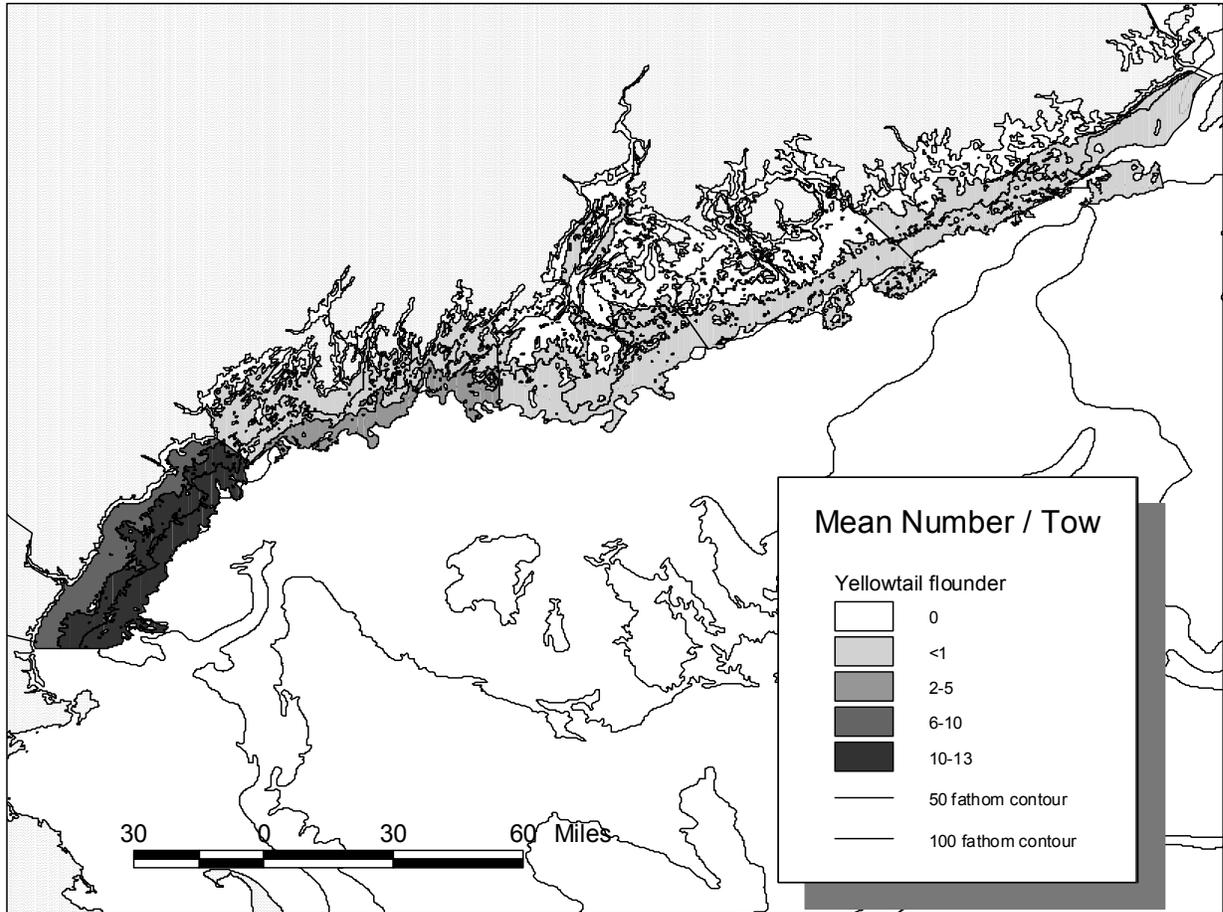 Mean Number / Tow
Yellowtail flounder
0
<1
2-5
6-10
10-13
50 fathom contour
100 fathom contour
30 0 30 60 Miles